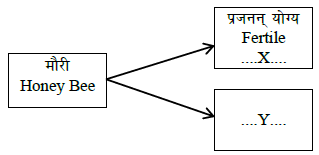 मौरी
Honey Bee
प्रजनन् योग्य
Fertile
....X....
....Y....